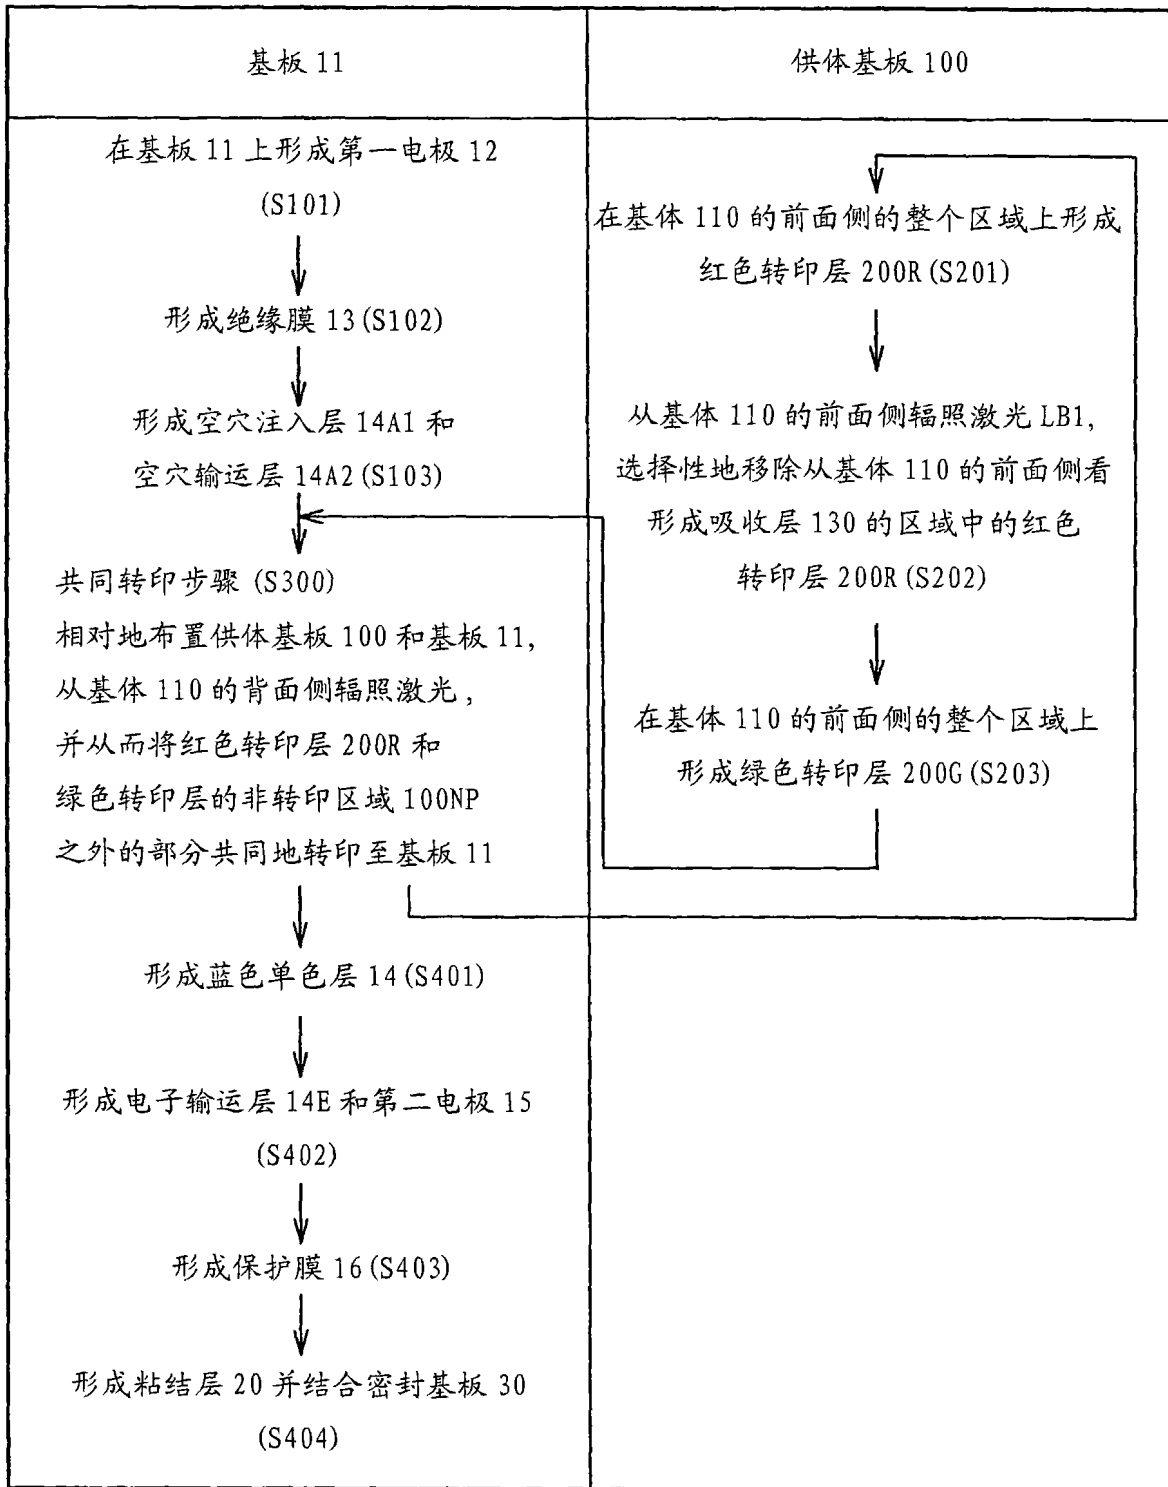 基板 11
供体基板 100
在基板 11 上形成第一电极 12
(S101)
形成绝缘膜 13(S102)
形成空穴注入层 14A1 和
空穴输运层 14A2(S103)
共同转印步骤 (S300)
相对地布置供体基板 100 和基板 11,
从基体 110 的背面侧辐照激光,
并从而将红色转印层 200R 和
绿色转印层的非转印区域 100NP
之外的部分共同地转印至基板 11
形成蓝色单色层 14(S401)
形成电子输运层 14E 和第二电极 15
(S402)
形成保护膜 16(S403)
形成粘结层 20 并结合密封基板 30
(S404)
在基体 110 的前面侧的整个区域上形成
红色转印层 200R(S201)
从基体 110 的前面侧辐照激光 LB1,
选择性地移除从基体 110 的前面侧看
形成吸收层 130 的区域中的红色
转印层 200R(S202)
在基体 110 的前面侧的整个区域上
形成绿色转印层 200G(S203)